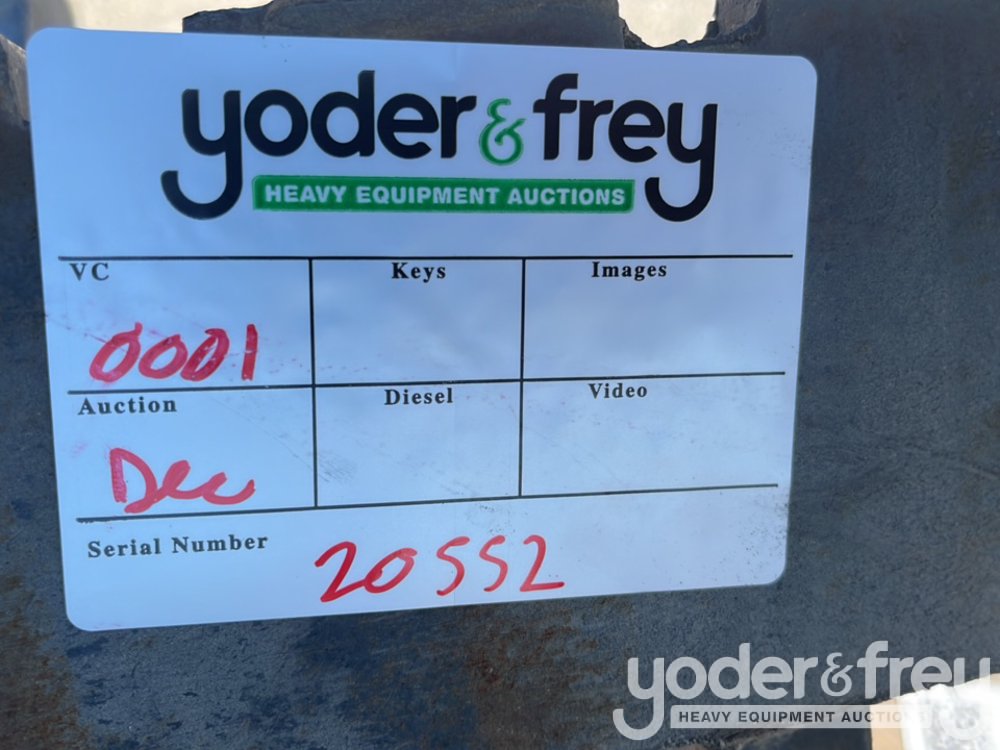 yoder & frey
HEAVY EQUIPMENT AUCTIONS
VC Keys Images
0001
Auction Diesel Video
Dec
Serial Number 20552
yoder & frey
HEAVY EQUIPMENT AUCTIONS